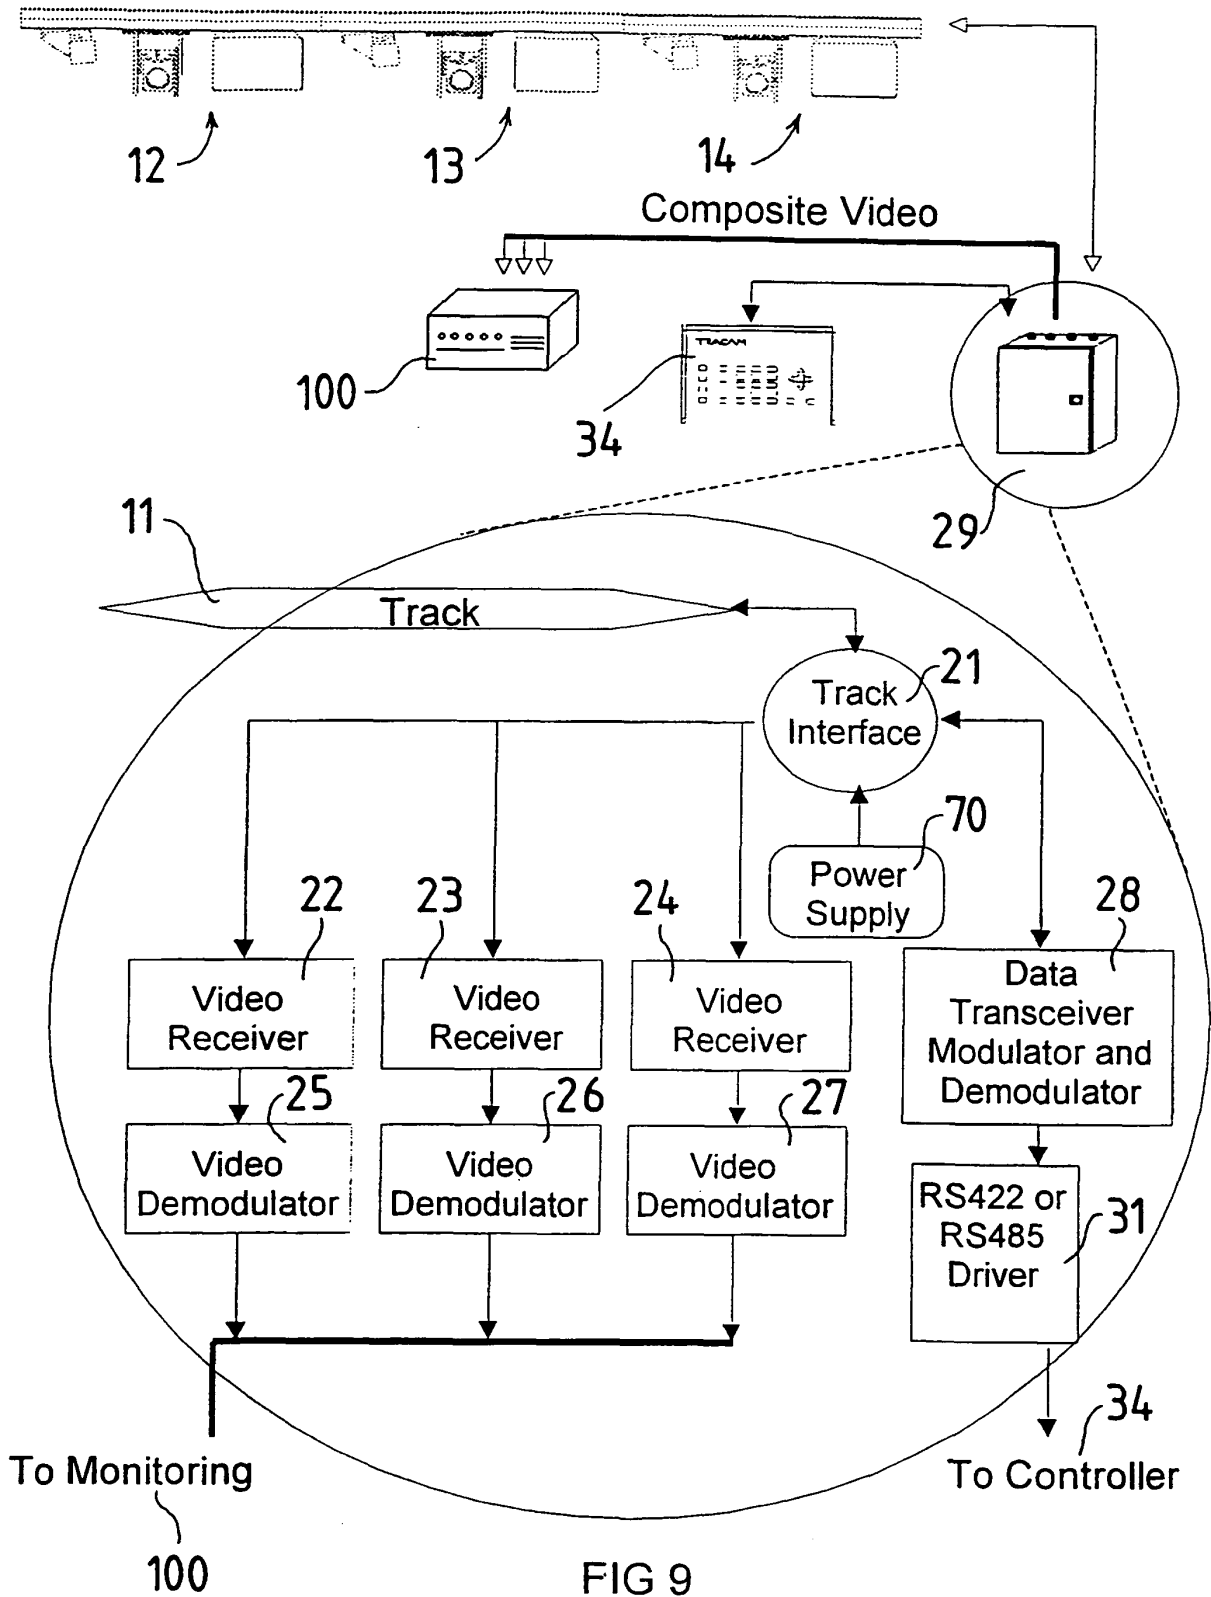 12
13
14
Composite Video
TRACAM
100
34
29
11
Track
21
Track
Interface
70
Power
Supply
22
23
24
28
Video
Receiver
Video
Receiver
Video
Receiver
Data
Transceiver
Modulator and
Demodulator
25
26
27
Video
Demodulator
Video
Demodulator
Video
Demodulator
RS422 or
RS485
Driver
31
34
To Monitoring
To Controller
100
FIG 9